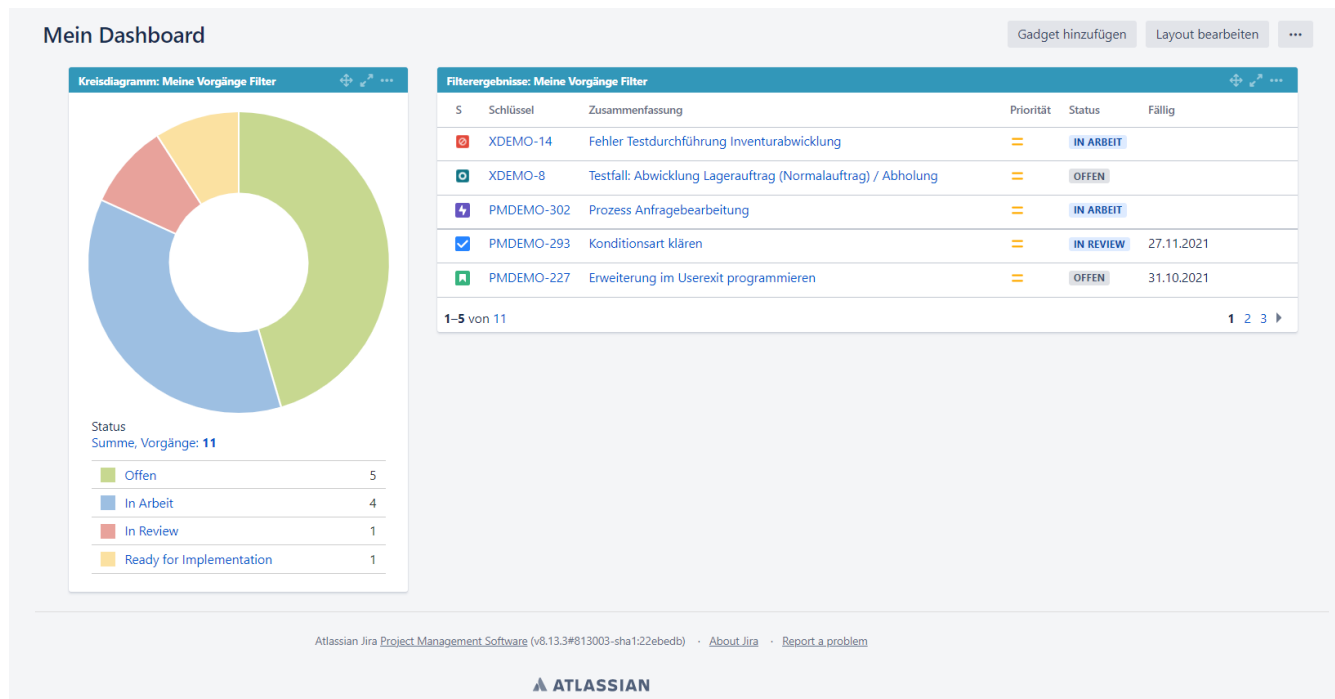 Mein Dashboard
Gadget hinzufügen Layout bearbeiten ···
Kreisdiagramm: Meine Vorgänge Filter
Status
Summe, Vorgänge: 11
Offen 5
In Arbeit 4
In Review 1
Ready for Implementation 1
Filterergebnisse: Meine Vorgänge Filter
S Schlüssel Zusammenfassung Priorität Status Fällig
XDEMO-14 Fehler Testdurchführung Inventurabwicklung IN ARBEIT
XDEMO-8 Testfall: Abwicklung Lagerauftrag (Normalauftrag) / Abholung OFFEN
PMDEMO-302 Prozess Anfragebearbeitung IN ARBEIT
PMDEMO-293 Konditionsart klären IN REVIEW 27.11.2021
PMDEMO-227 Erweiterung im Userexit programmieren OFFEN 31.10.2021
1–5 von 11 1 2 3
Atlassian Jira Project Management Software (v8.13.3#813003-sha1:22ebedb) · About Jira · Report a problem
ATLASSIAN